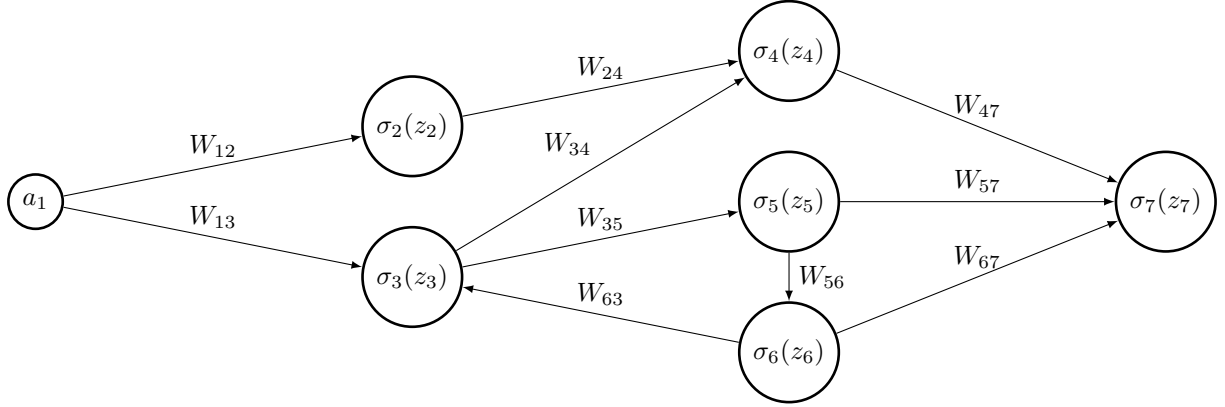 σ₄(z₄)
W₂₄
W₄₇
σ₂(z₂)
W₁₂
W₃₄
a₁
σ₅(z₅)
W₅₇
σ₇(z₇)
W₁₃
W₃₅
σ₃(z₃)
W₆₇
W₅₆
W₆₃
σ₆(z₆)